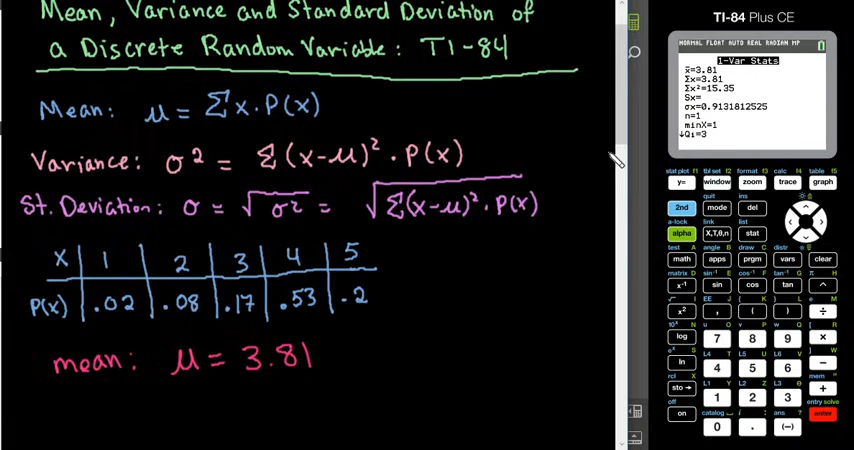 Mean, Variance and Standard Deviation of
a Discrete Random Variable: TI-84
Mean: μ = Σx·P(x)
Variance: σ² = Σ(x-μ)²·P(x)
St. Deviation: σ = √σ² = √Σ(x-μ)²·P(x)
x 1 2 3 4 5
P(x) .02 .08 .17 .53 .2
mean: μ = 3.81
TI-84 Plus CE
NORMAL FLOAT AUTO REAL RADIAN MP
1-Var Stats
x̄=3.81
Σx=3.81
Σx²=15.35
Sx=
σx=0.9131812525
n=1
minX=1
↓Q₁=3
stat plot f1 tblset f2 format f3 calc f4 table f5
y= window zoom trace graph
quit ins
2nd mode del
a-lock link list
alpha X,T,θ,n stat
test A angle B draw C distr
math apps prgm vars clear
matrix D sin⁻¹ E cos⁻¹ F tan⁻¹ G π H
x⁻¹ sin cos tan ^
√ I EE J { K } L e M
x² , ( ) ÷
10ˣ N u O v P w Q [ R
log 7 8 9 ×
eˣ S L4 T L5 U L6 V ] W
ln 4 5 6 −
rcl X L1 Y L2 Z L3 θ mem "
sto→ 1 2 3 +
off catalog : ans ? entry solve
on 0 . (−) enter